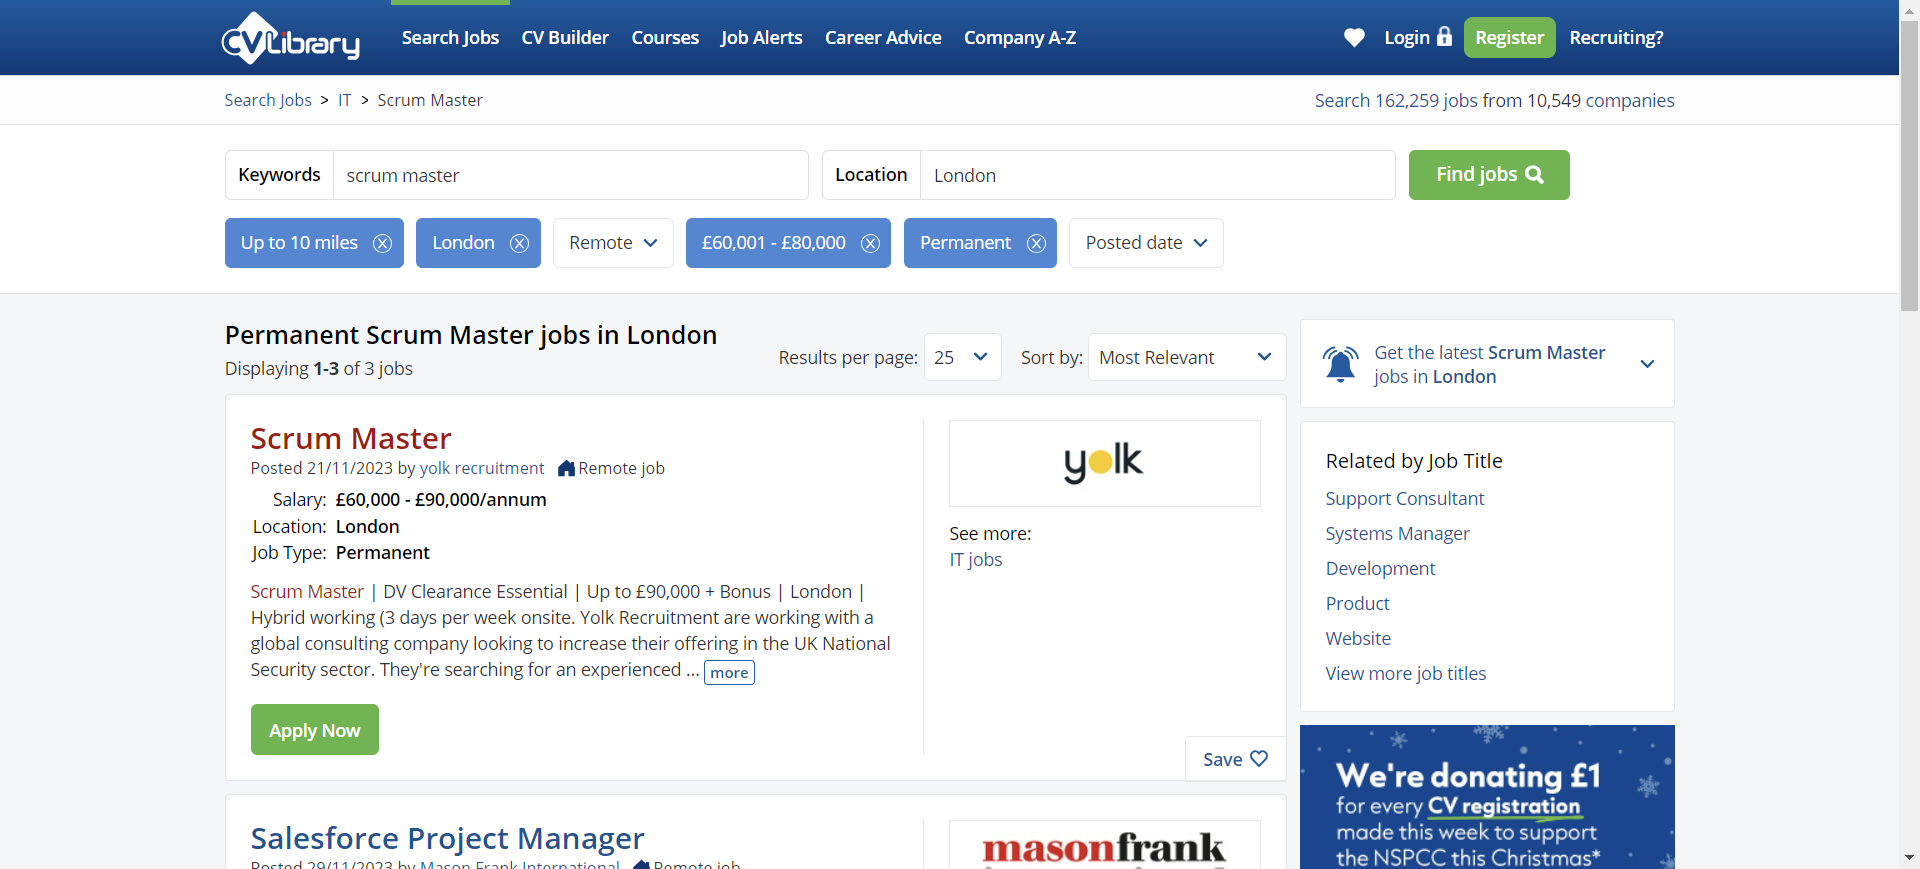 CVLibrary
Search Jobs
CV Builder
Courses
Job Alerts
Career Advice
Company A-Z
Login
Register
Recruiting?
Search Jobs > IT > Scrum Master
Search 162,259 jobs from 10,549 companies
Keywords
scrum master
Location
London
Find jobs
Up to 10 miles
London
Remote
£60,001 - £80,000
Permanent
Posted date
Permanent Scrum Master jobs in London
Displaying 1-3 of 3 jobs
Results per page: 25
Sort by: Most Relevant
Scrum Master
Posted 21/11/2023 by yolk recruitment Remote job
Salary: £60,000 - £90,000/annum
Location: London
Job Type: Permanent
Scrum Master | DV Clearance Essential | Up to £90,000 + Bonus | London |
Hybrid working (3 days per week onsite. Yolk Recruitment are working with a
global consulting company looking to increase their offering in the UK National
Security sector. They're searching for an experienced ... more
Apply Now
yolk
See more:
IT jobs
Save
Salesforce Project Manager
Posted 29/11/2023 by Mason Frank International Remote job
masonfrank
Get the latest Scrum Master
jobs in London
Related by Job Title
Support Consultant
Systems Manager
Development
Product
Website
View more job titles
We're donating £1
for every CV registration
made this week to support
the NSPCC this Christmas*